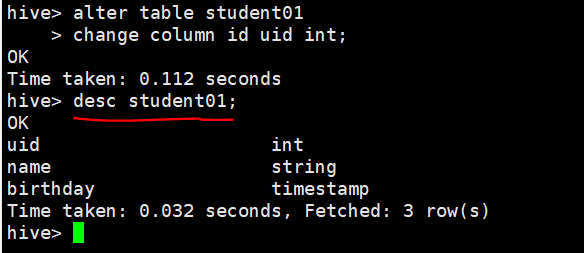 hive> alter table student01
    > change column id uid int;
OK
Time taken: 0.112 seconds
hive> desc student01;
OK
uid                     int
name                    string
birthday                timestamp
Time taken: 0.032 seconds, Fetched: 3 row(s)
hive>